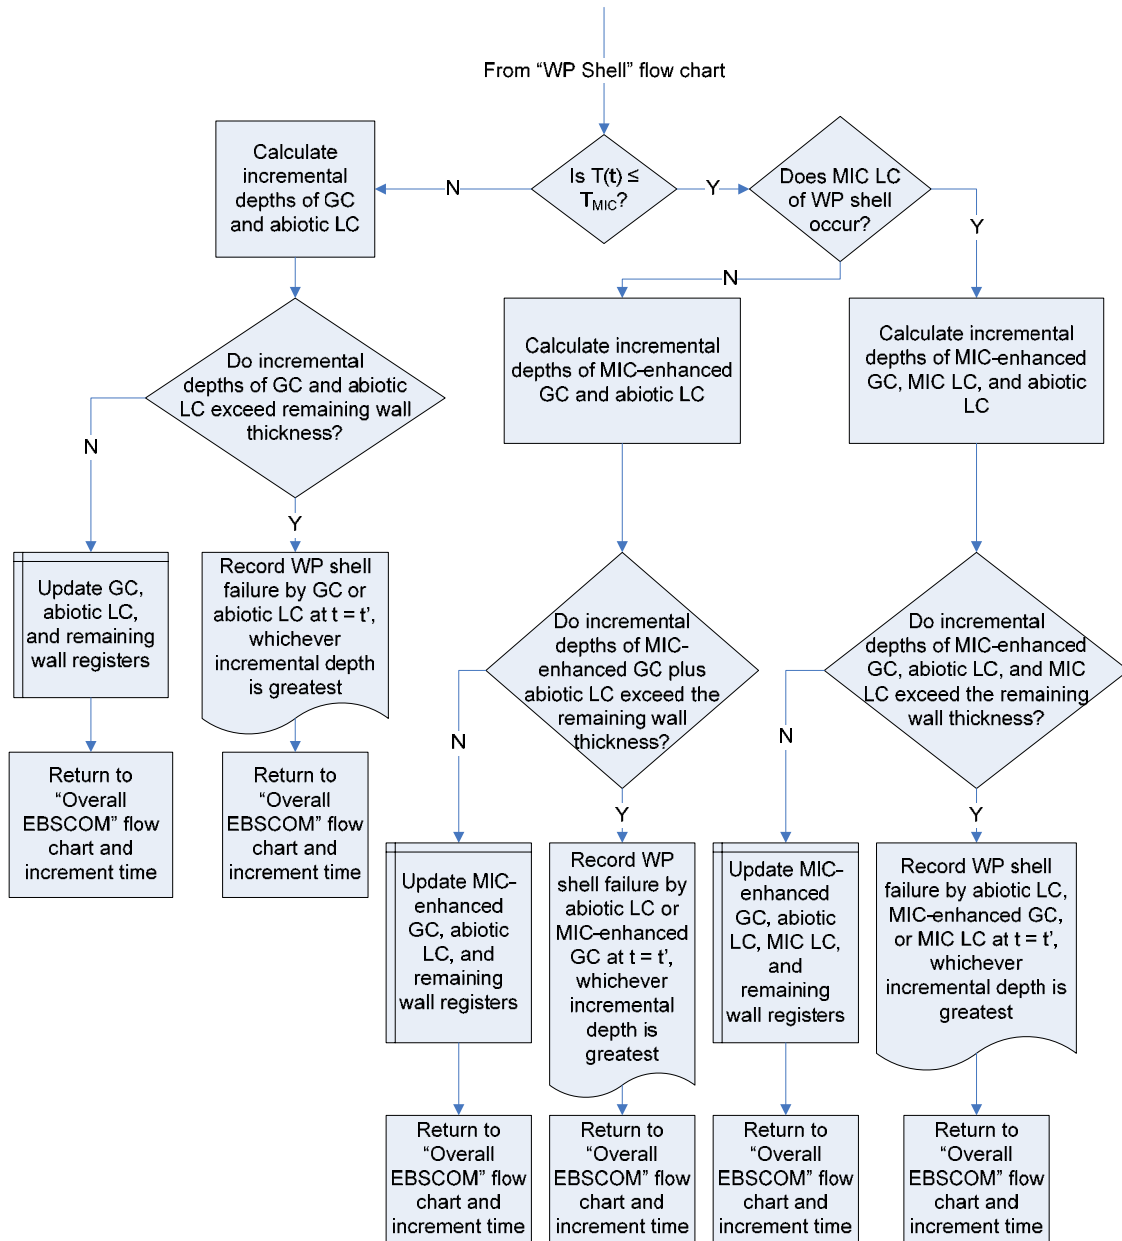 From “WP Shell” flow chart
Is T(t) ≤
TMIC?
N
Y
Calculate
incremental
depths of GC
and abiotic LC
Does MIC LC
of WP shell
occur?
N
Y
Do incremental
depths of GC and abiotic
LC exceed remaining wall
thickness?
Calculate incremental
depths of MIC-enhanced
GC and abiotic LC
Calculate incremental
depths of MIC-enhanced
GC, MIC LC, and abiotic
LC
N
Y
Update GC,
abiotic LC,
and remaining
wall registers
Record WP shell
failure by GC or
abiotic LC at t = t’,
whichever
incremental depth
is greatest
Do incremental
depths of MIC-
enhanced GC plus
abiotic LC exceed the
remaining wall
thickness?
Do incremental
depths of MIC-enhanced
GC, abiotic LC, and MIC
LC exceed the remaining
wall thickness?
Return to
“Overall
EBSCOM” flow
chart and
increment time
Return to
“Overall
EBSCOM” flow
chart and
increment time
N
Y
N
Y
Update MIC-
enhanced
GC, abiotic
LC, and
remaining
wall registers
Record WP
shell failure by
abiotic LC or
MIC-enhanced
GC at t = t’,
whichever
incremental
depth is
greatest
Update MIC-
enhanced
GC, abiotic
LC, MIC LC,
and
remaining
wall registers
Record WP shell
failure by abiotic LC,
MIC-enhanced GC,
or MIC LC at t = t’,
whichever
incremental depth is
greatest
Return to
“Overall
EBSCOM” flow
chart and
increment time
Return to
“Overall
EBSCOM” flow
chart and
increment time
Return to
“Overall
EBSCOM” flow
chart and
increment time
Return to
“Overall
EBSCOM” flow
chart and
increment time